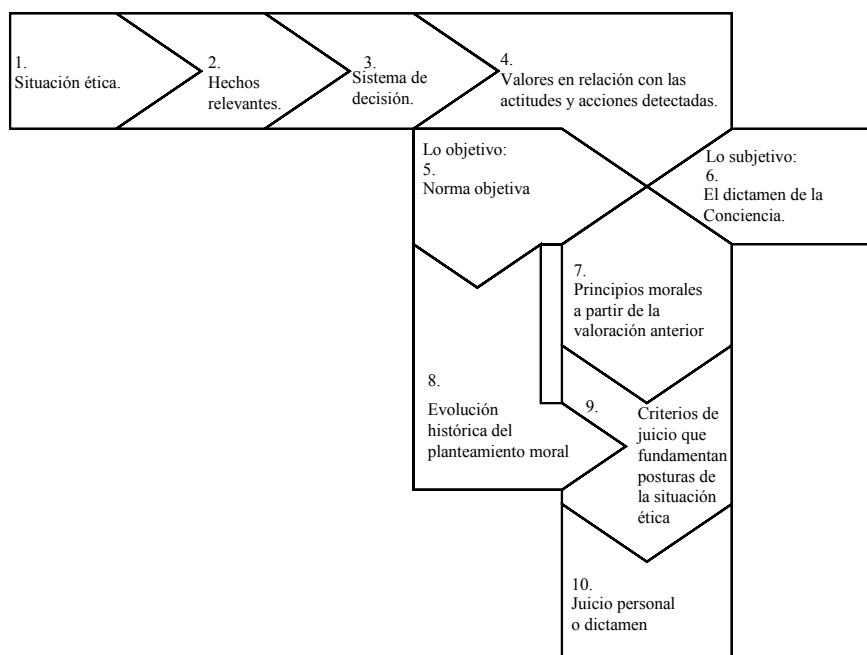 1.
Situación ética.
2.
Hechos
relevantes.
3.
Sistema de
decisión.
4.
Valores en relación con las
actitudes y acciones detectadas.
Lo objetivo:
5.
Norma objetiva
Lo subjetivo:
6.
El dictamen de la
Conciencia.
7.
Principios morales
a partir de la
valoración anterior
8.
Evolución
histórica del
planteamiento moral
9.
Criterios de
juicio que
fundamentan
posturas de
la situación
ética
10.
Juicio personal
o dictamen